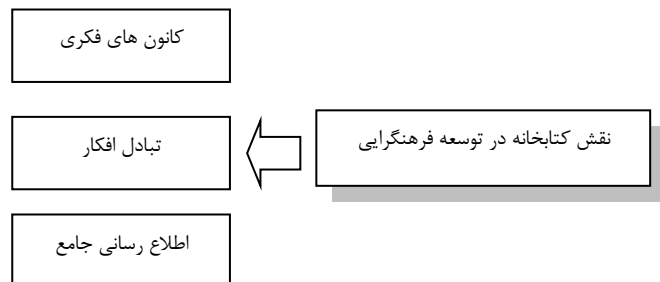 کانون های فکری
نقش کتابخانه در توسعه فرهنگرایی
تبادل افکار
اطلاع رسانی جامع